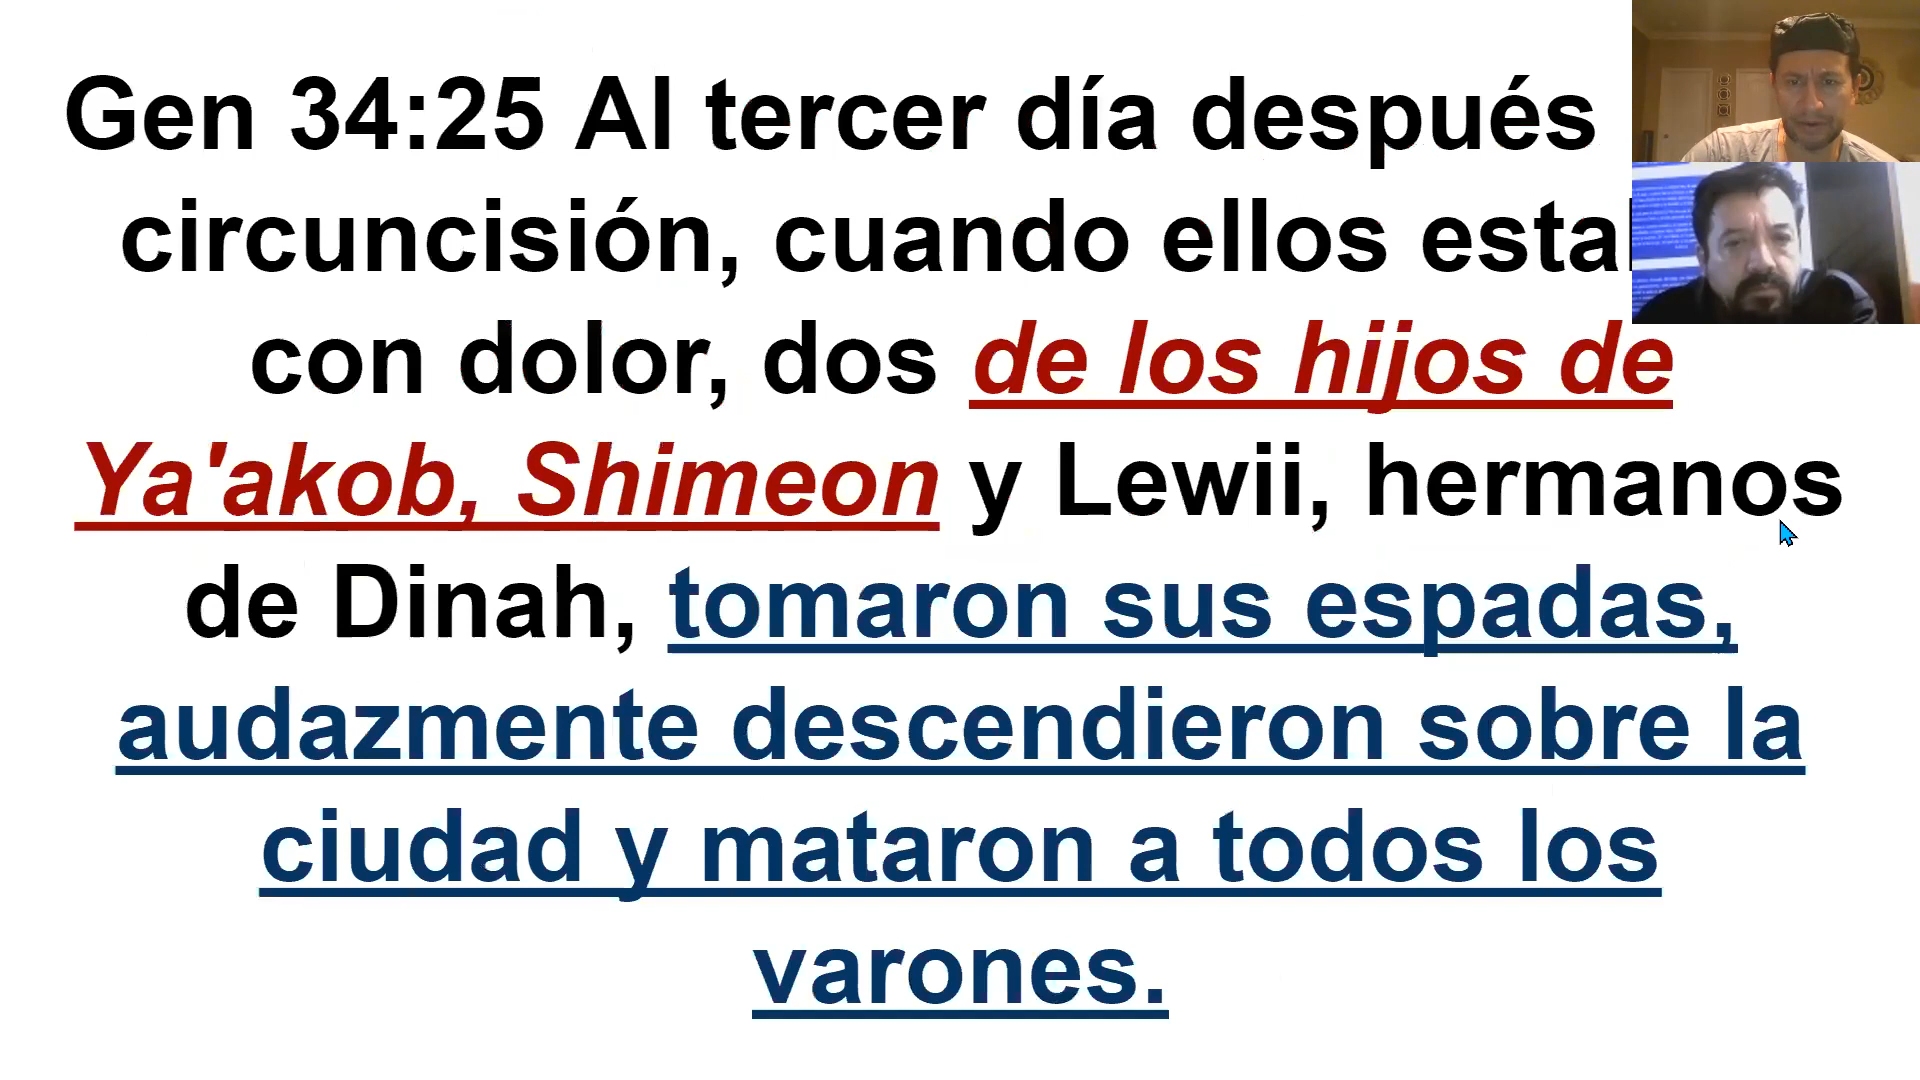 Gen 34:25 Al tercer día después
circuncisión, cuando ellos
con dolor, dos de los hijos de
Ya'akob, Shimeon y Lewii, hermanos
de Dinah, tomaron sus espadas,
audazmente descendieron sobre la
ciudad y mataron a todos los
varones.